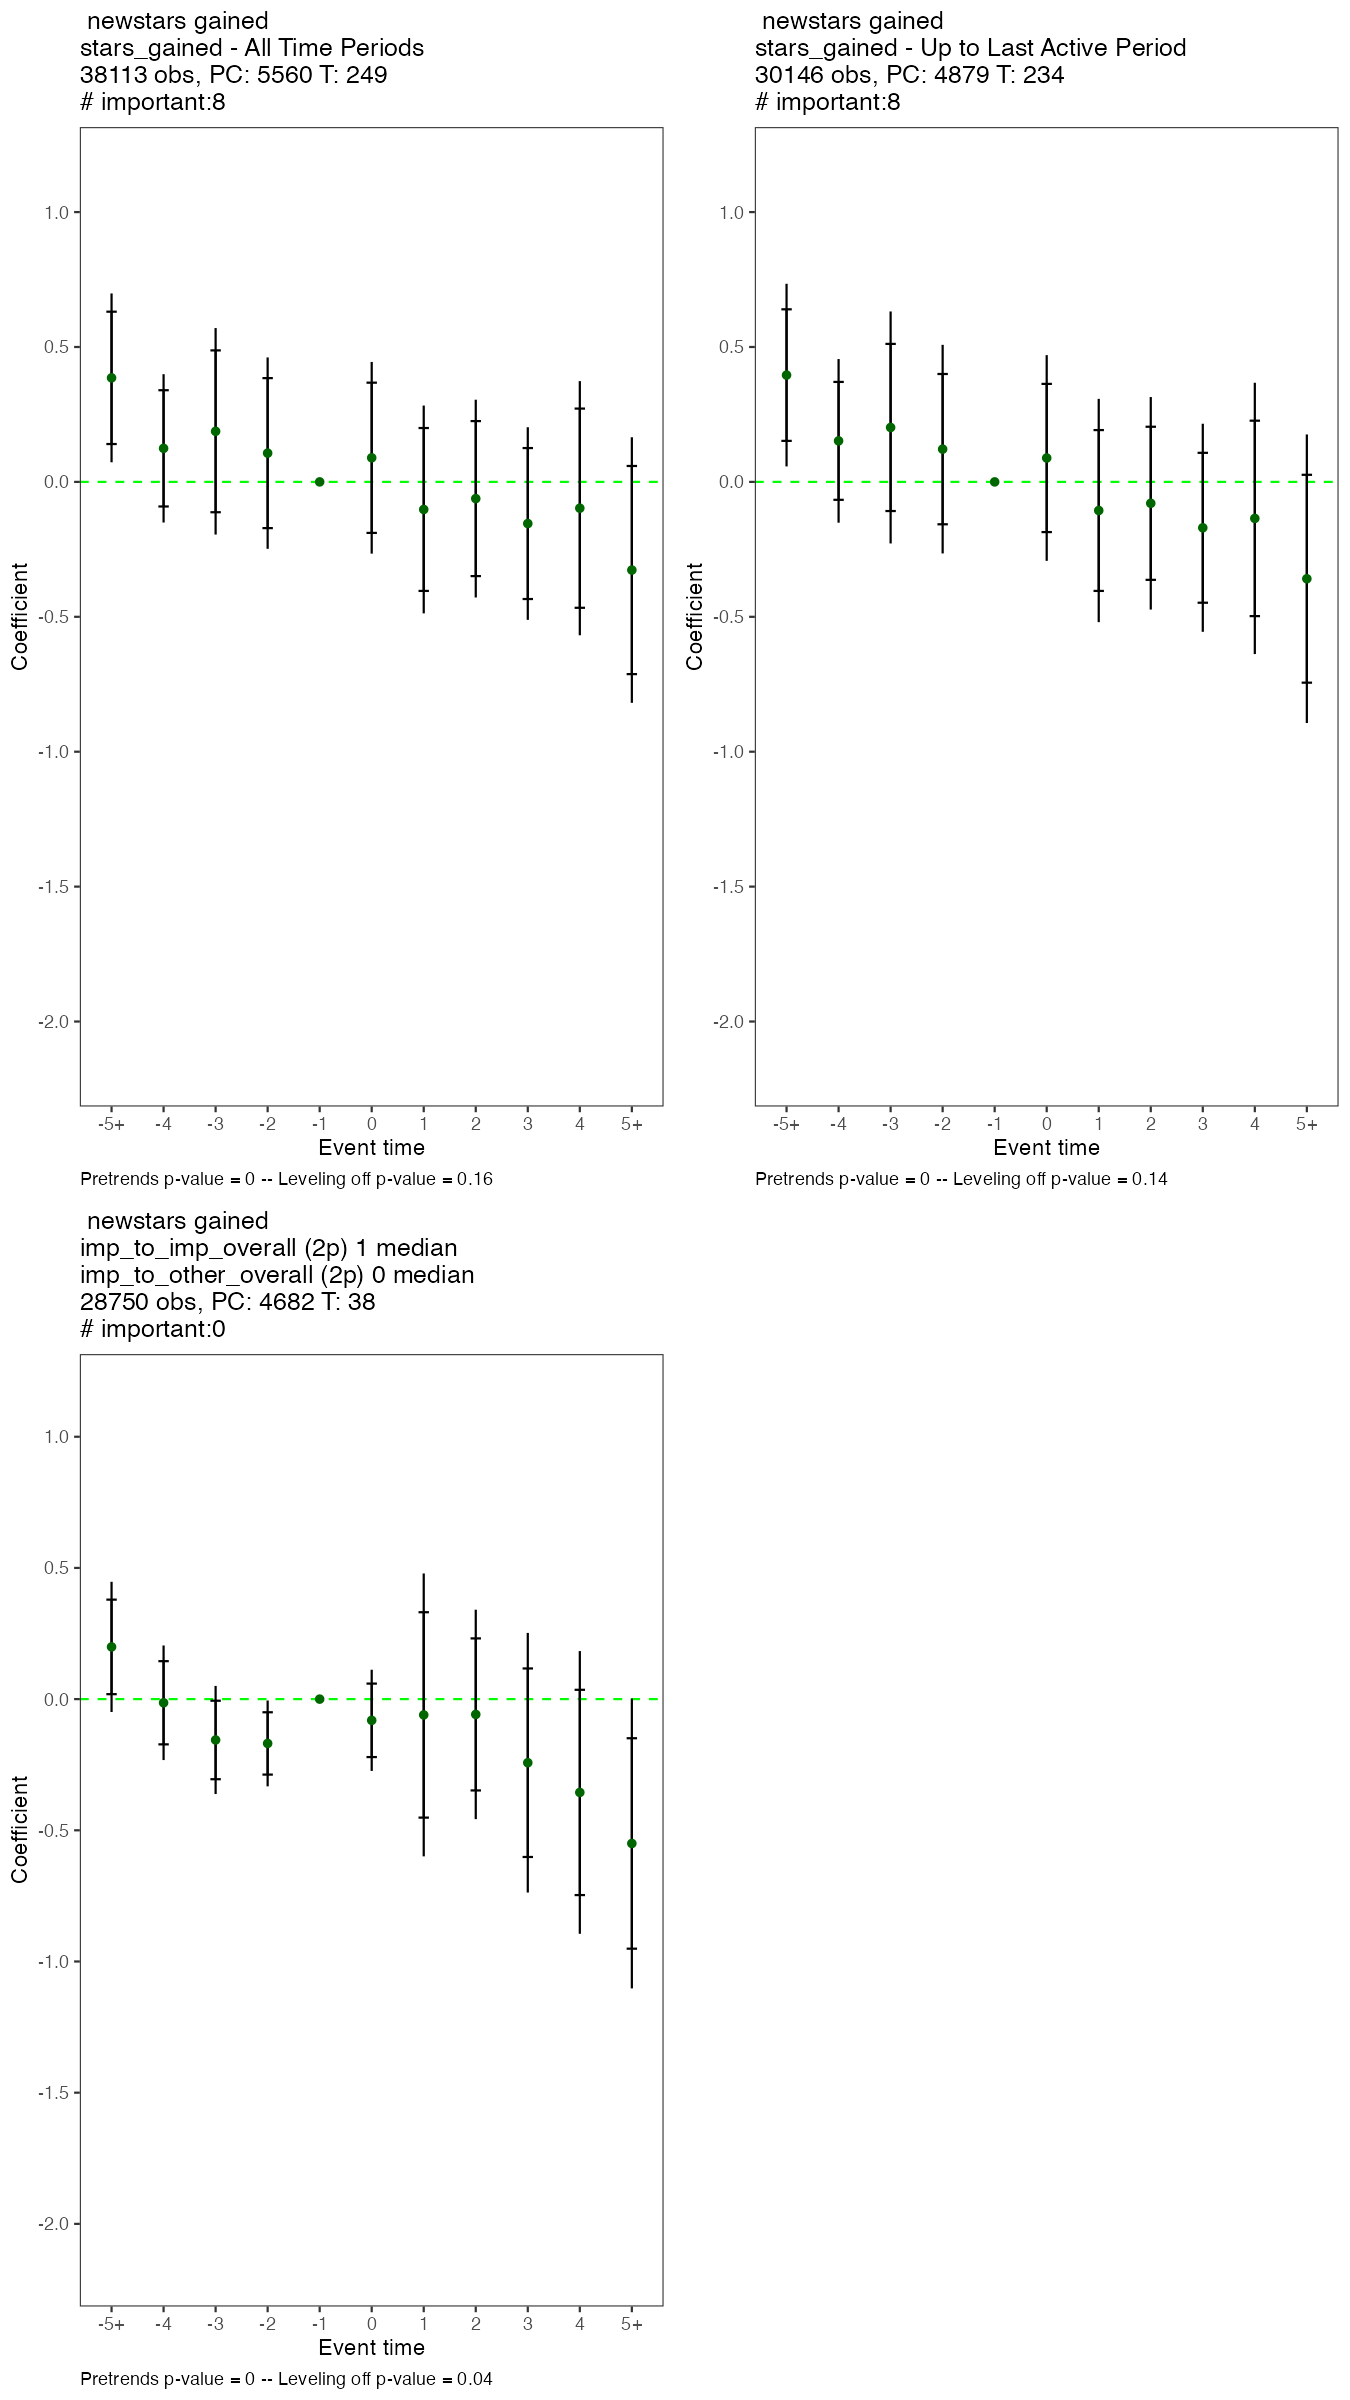 newstars gained
stars_gained - All Time Periods
38113 obs, PC: 5560 T: 249
# important:8
1.0
0.5
0.0
-0.5
-1.0
-1.5
-2.0
Coefficient
-5+ -4 -3 -2 -1 0 1 2 3 4 5+
Event time
Pretrends p-value = 0 -- Leveling off p-value = 0.16
newstars gained
stars_gained - Up to Last Active Period
30146 obs, PC: 4879 T: 234
# important:8
1.0
0.5
0.0
-0.5
-1.0
-1.5
-2.0
Coefficient
-5+ -4 -3 -2 -1 0 1 2 3 4 5+
Event time
Pretrends p-value = 0 -- Leveling off p-value = 0.14
newstars gained
imp_to_imp_overall (2p) 1 median
imp_to_other_overall (2p) 0 median
28750 obs, PC: 4682 T: 38
# important:0
1.0
0.5
0.0
-0.5
-1.0
-1.5
-2.0
Coefficient
-5+ -4 -3 -2 -1 0 1 2 3 4 5+
Event time
Pretrends p-value = 0 -- Leveling off p-value = 0.04